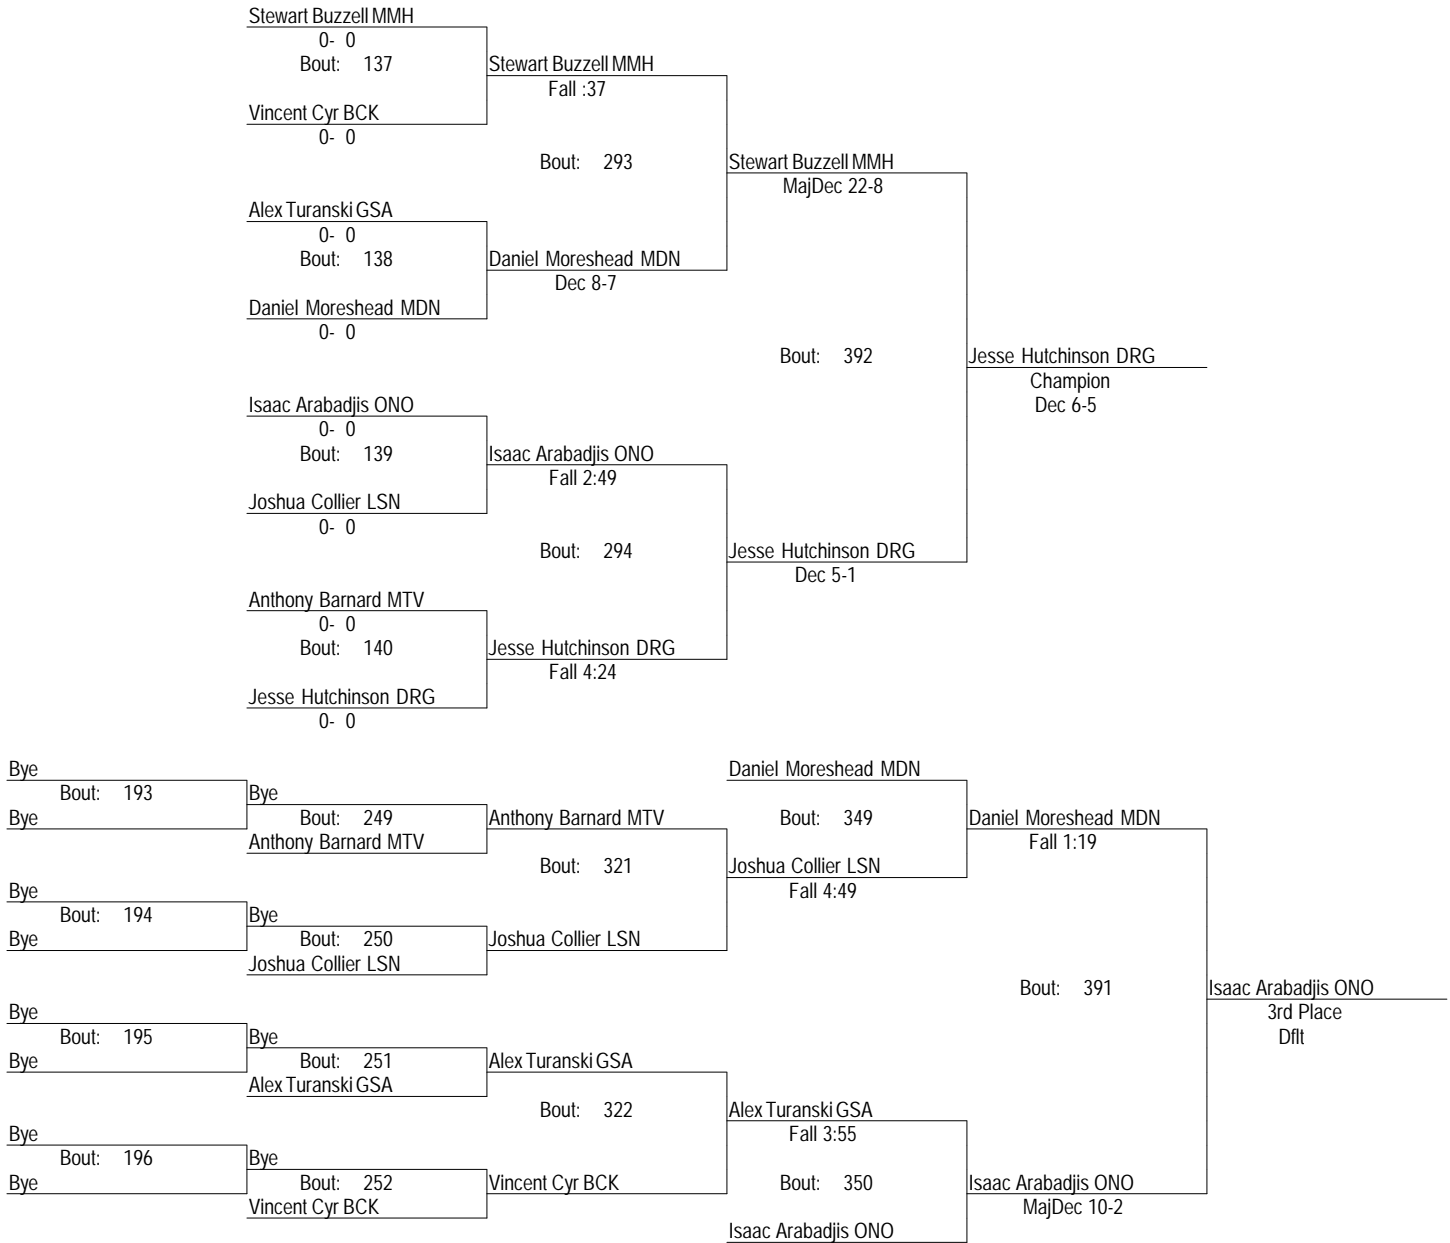 Stewart Buzzell MMH
0- 0
Bout: 137
Stewart Buzzell MMH
Fall :37
Vincent Cyr BCK
0- 0
Bout: 293
Stewart Buzzell MMH
MajDec 22-8
Alex Turanski GSA
0- 0
Bout: 138
Daniel Moreshead MDN
Dec 8-7
Daniel Moreshead MDN
0- 0
Bout: 392
Jesse Hutchinson DRG
Champion
Dec 6-5
Isaac Arabadjis ONO
0- 0
Bout: 139
Isaac Arabadjis ONO
Fall 2:49
Joshua Collier LSN
0- 0
Bout: 294
Jesse Hutchinson DRG
Dec 5-1
Anthony Barnard MTV
0- 0
Bout: 140
Jesse Hutchinson DRG
Fall 4:24
Jesse Hutchinson DRG
0- 0
Bye
Daniel Moreshead MDN
Bout: 193
Bye
Bye
Bout: 249
Anthony Barnard MTV
Bout: 349
Daniel Moreshead MDN
Anthony Barnard MTV
Fall 1:19
Bout: 321
Joshua Collier LSN
Bye
Fall 4:49
Bout: 194
Bye
Bye
Bout: 250
Joshua Collier LSN
Joshua Collier LSN
Bout: 391
Isaac Arabadjis ONO
3rd Place
Dflt
Bye
Bout: 195
Bye
Bye
Bout: 251
Alex Turanski GSA
Alex Turanski GSA
Bout: 322
Alex Turanski GSA
Bye
Fall 3:55
Bout: 196
Bye
Bye
Bout: 252
Vincent Cyr BCK
Bout: 350
Isaac Arabadjis ONO
Vincent Cyr BCK
MajDec 10-2
Isaac Arabadjis ONO